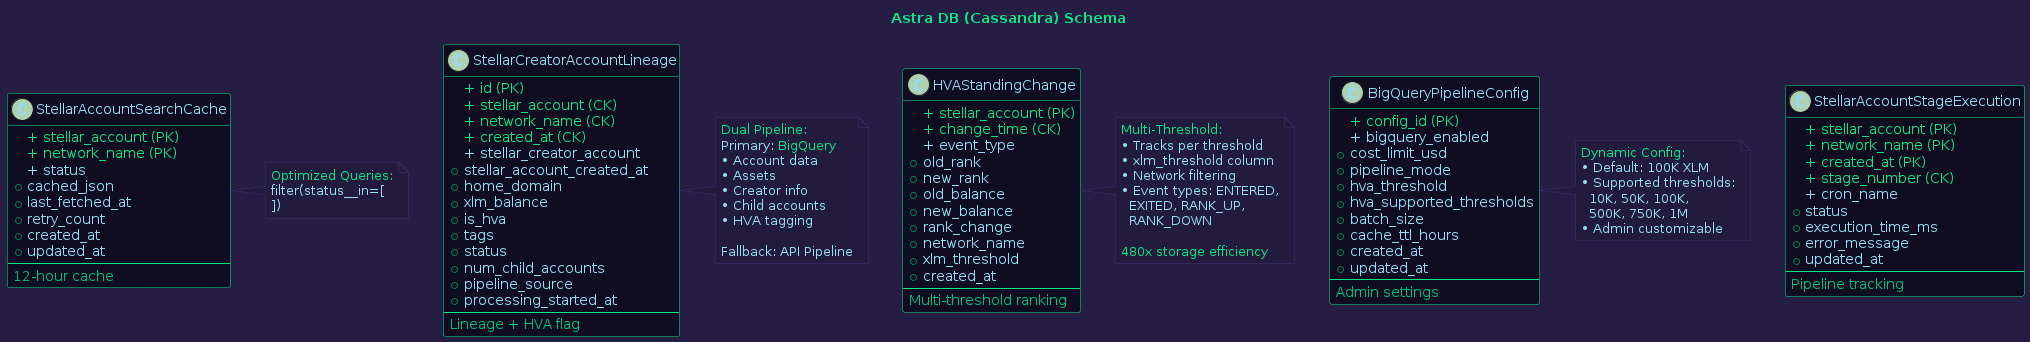 Astra DB (Cassandra) Schema
C StellarAccountSearchCache
+ stellar_account (PK)
+ network_name (PK)
+ status
cached_json
last_fetched_at
retry_count
created_at
updated_at
12-hour cache
Optimized Queries:
filter(status__in=[
])
C StellarCreatorAccountLineage
+ id (PK)
+ stellar_account (CK)
+ network_name (CK)
+ created_at (CK)
+ stellar_creator_account
stellar_account_created_at
home_domain
xlm_balance
is_hva
tags
status
num_child_accounts
pipeline_source
processing_started_at
Lineage + HVA flag
Dual Pipeline:
Primary: BigQuery
• Account data
• Assets
• Creator info
• Child accounts
• HVA tagging
Fallback: API Pipeline
C HVAStandingChange
+ stellar_account (PK)
+ change_time (CK)
+ event_type
old_rank
new_rank
old_balance
new_balance
rank_change
network_name
xlm_threshold
created_at
Multi-threshold ranking
Multi-Threshold:
• Tracks per threshold
• xlm_threshold column
• Network filtering
• Event types: ENTERED,
EXITED, RANK_UP,
RANK_DOWN
480x storage efficiency
C BigQueryPipelineConfig
+ config_id (PK)
+ bigquery_enabled
cost_limit_usd
pipeline_mode
hva_threshold
hva_supported_thresholds
batch_size
cache_ttl_hours
created_at
updated_at
Admin settings
Dynamic Config:
• Default: 100K XLM
• Supported thresholds:
10K, 50K, 100K,
500K, 750K, 1M
• Admin customizable
C StellarAccountStageExecution
+ stellar_account (PK)
+ network_name (PK)
+ created_at (PK)
+ stage_number (CK)
+ cron_name
status
execution_time_ms
error_message
updated_at
Pipeline tracking